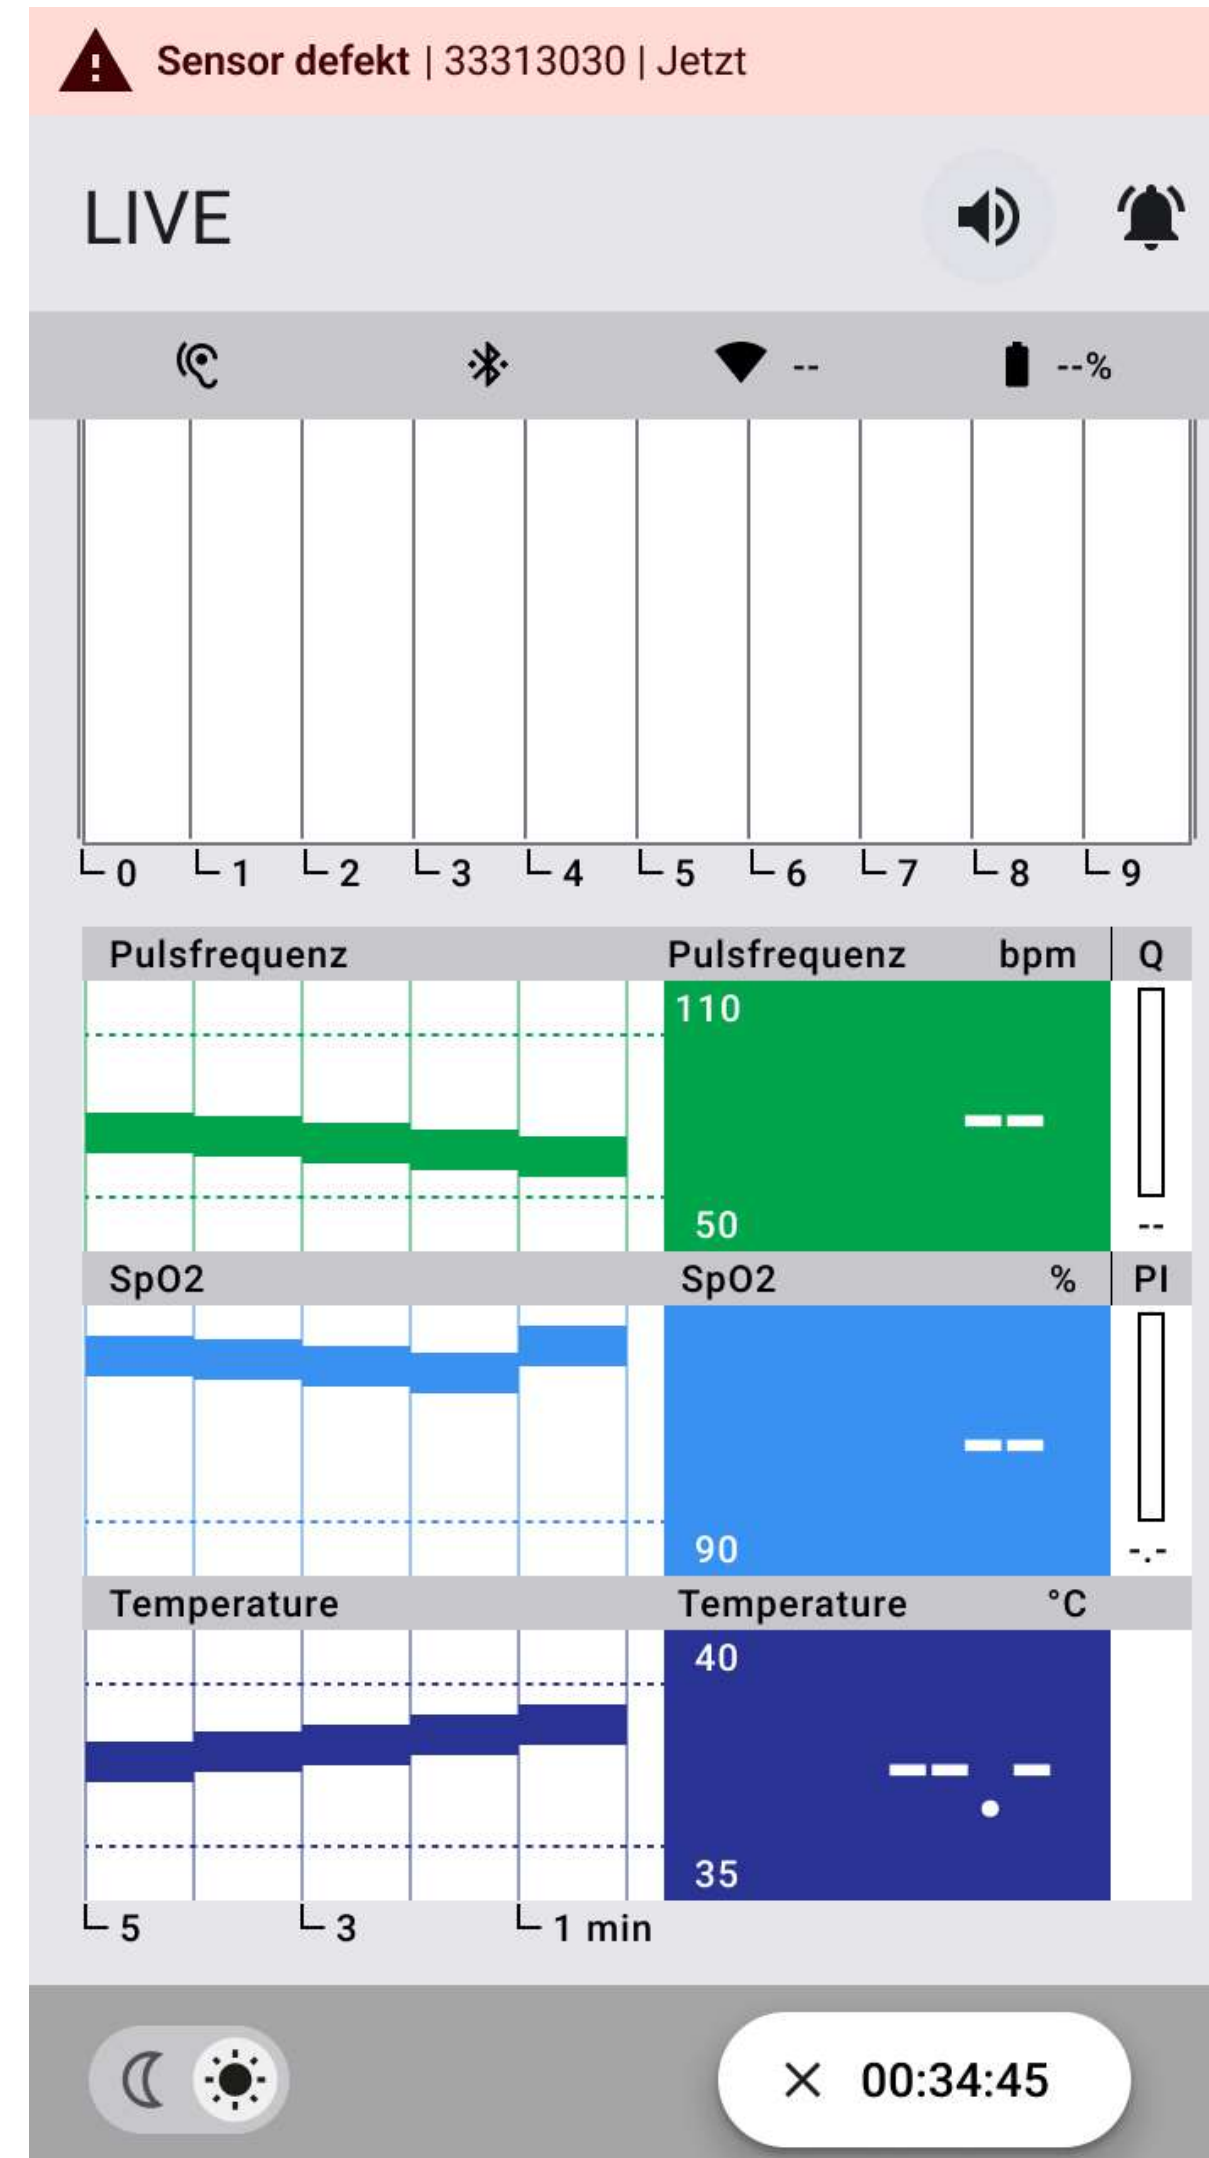 Sensor defekt | 33313030 | Jetzt
LIVE
-- --%
0 1 2 3 4 5 6 7 8 9
Pulsfrequenz Pulsfrequenz bpm Q
110
--
50
--
SpO2 SpO2 % PI
--
90
-.-
Temperature Temperature °C
40
--.-
35
5 3 1 min
00:34:45